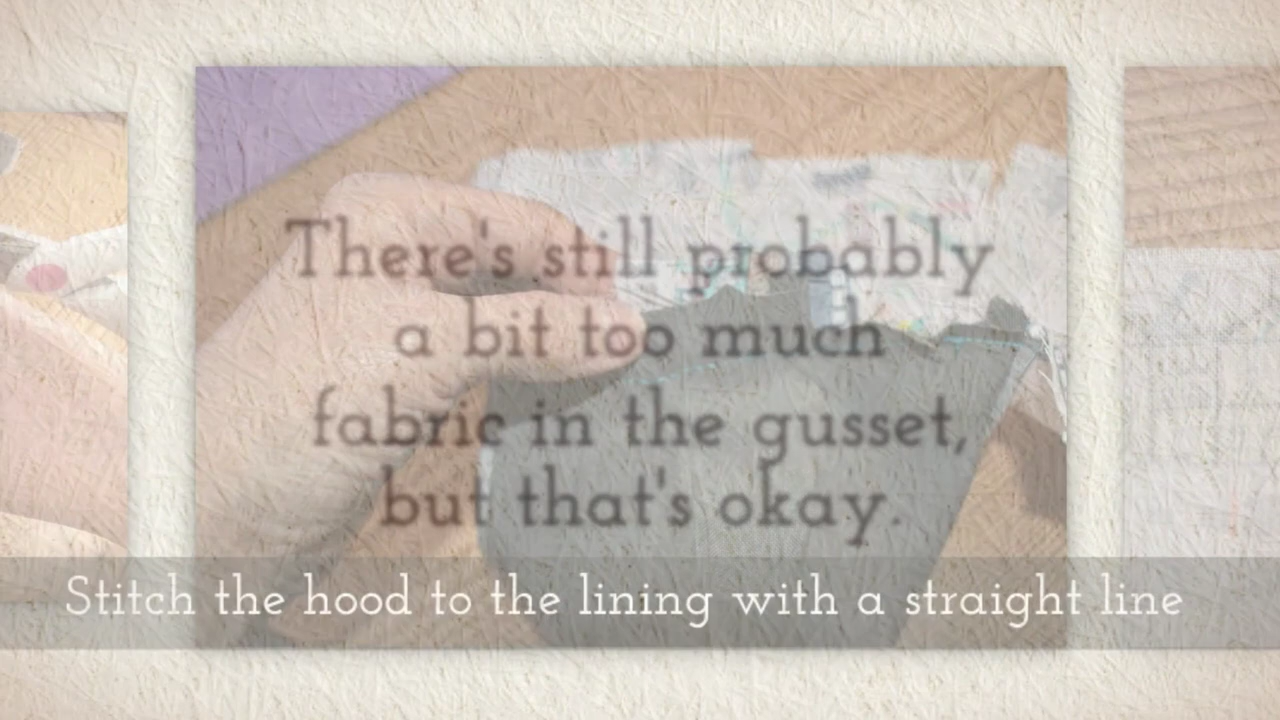 There's still probably
a bit too much
fabric in the gusset,
but that's okay.
Stitch the hood to the lining with a straight line